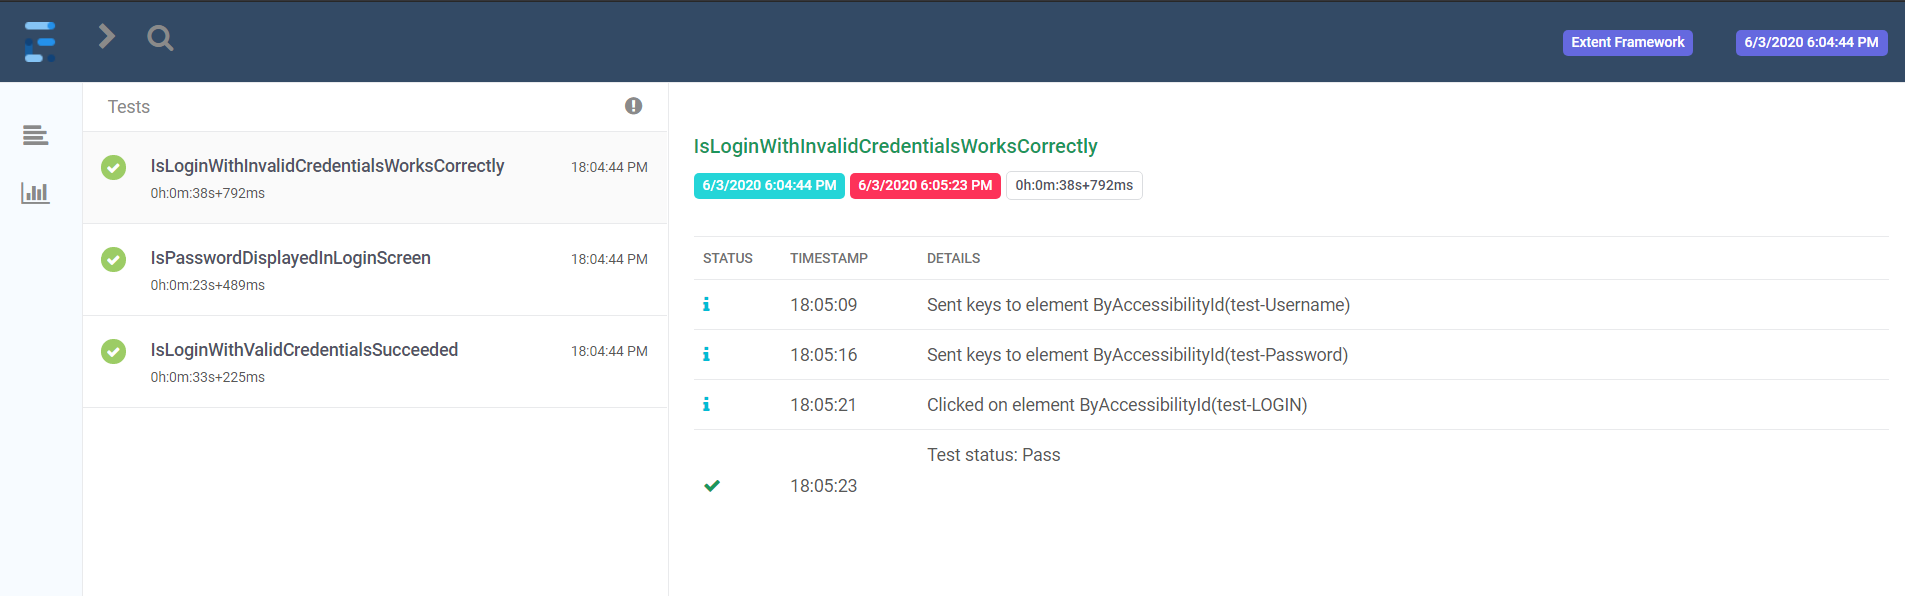 Extent Framework 6/3/2020 6:04:44 PM
Tests
IsLoginWithInvalidCredentialsWorksCorrectly 18:04:44 PM
0h:0m:38s+792ms
IsPasswordDisplayedInLoginScreen 18:04:44 PM
0h:0m:23s+489ms
IsLoginWithValidCredentialsSucceeded 18:04:44 PM
0h:0m:33s+225ms
IsLoginWithInvalidCredentialsWorksCorrectly
6/3/2020 6:04:44 PM 6/3/2020 6:05:23 PM 0h:0m:38s+792ms
STATUS TIMESTAMP DETAILS
18:05:09 Sent keys to element ByAccessibilityId(test-Username)
18:05:16 Sent keys to element ByAccessibilityId(test-Password)
18:05:21 Clicked on element ByAccessibilityId(test-LOGIN)
Test status: Pass
18:05:23